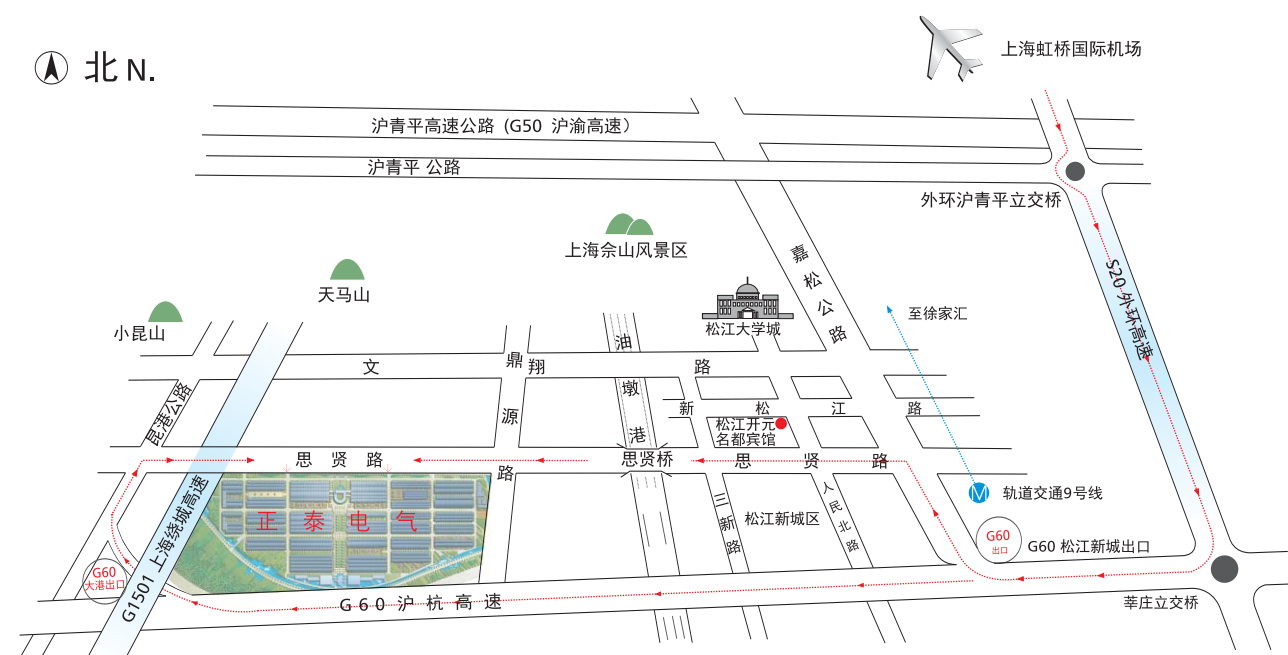 北 N.
上海虹桥国际机场
沪青平高速公路 (G50 沪渝高速）
沪青平 公路
外环沪青平立交桥
上海佘山风景区
嘉松公路
S20 外环高速
天马山
小昆山
松江大学城
至徐家汇
油墩港
文翔路
鼎源路
昆港公路
新松江路
松江开元
名都宾馆
思贤路
思贤桥
思贤路
G1501 上海绕城高速
正泰电气
三新路
松江新城区
人民北路
M
轨道交通9号线
G60
出口
G60 松江新城出口
G60
大港出口
G60 沪杭高速
莘庄立交桥